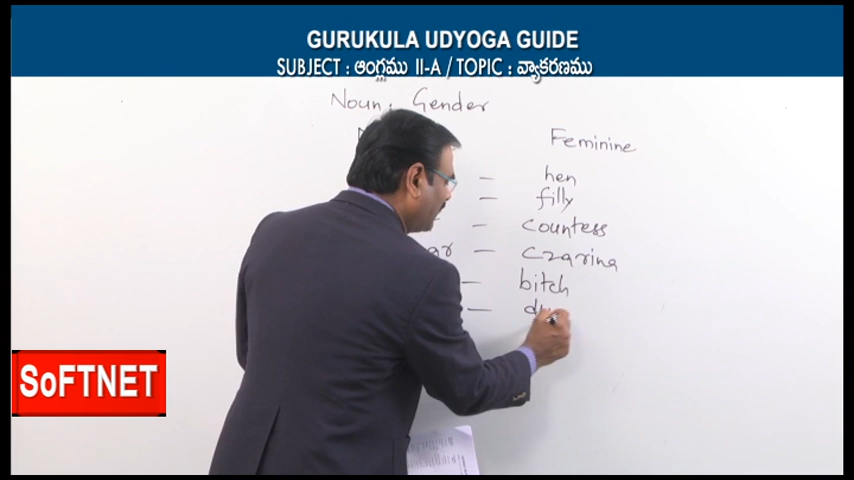 GURUKULA UDYOGA GUIDE
SUBJECT : ఆంగ్లము II-A / TOPIC : వ్యాకరణము
Noun: Gender
Feminine
– hen
– filly
– countess
– czarina
– bitch
–
SoFTNET